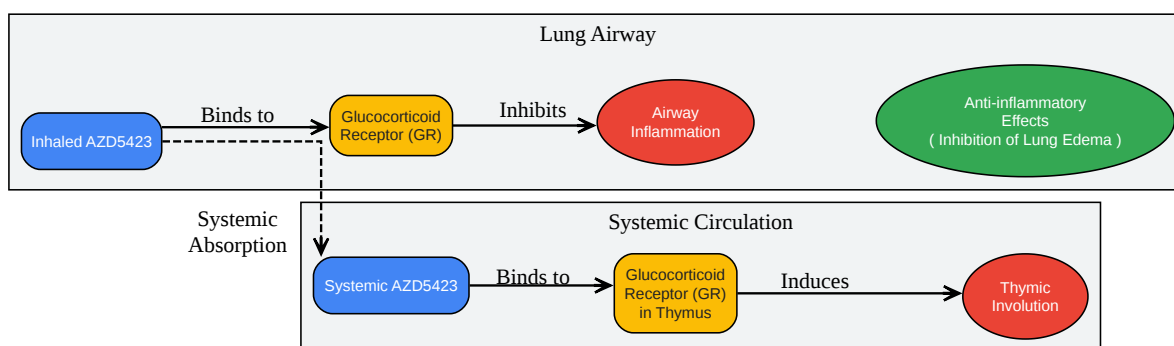 Lung Airway
Inhaled AZD5423
Binds to
Glucocorticoid
Receptor (GR)
Inhibits
Airway
Inflammation
Anti-inflammatory
Effects
( Inhibition of Lung Edema )
Systemic
Absorption
Systemic Circulation
Systemic AZD5423
Binds to
Glucocorticoid
Receptor (GR)
in Thymus
Induces
Thymic
Involution